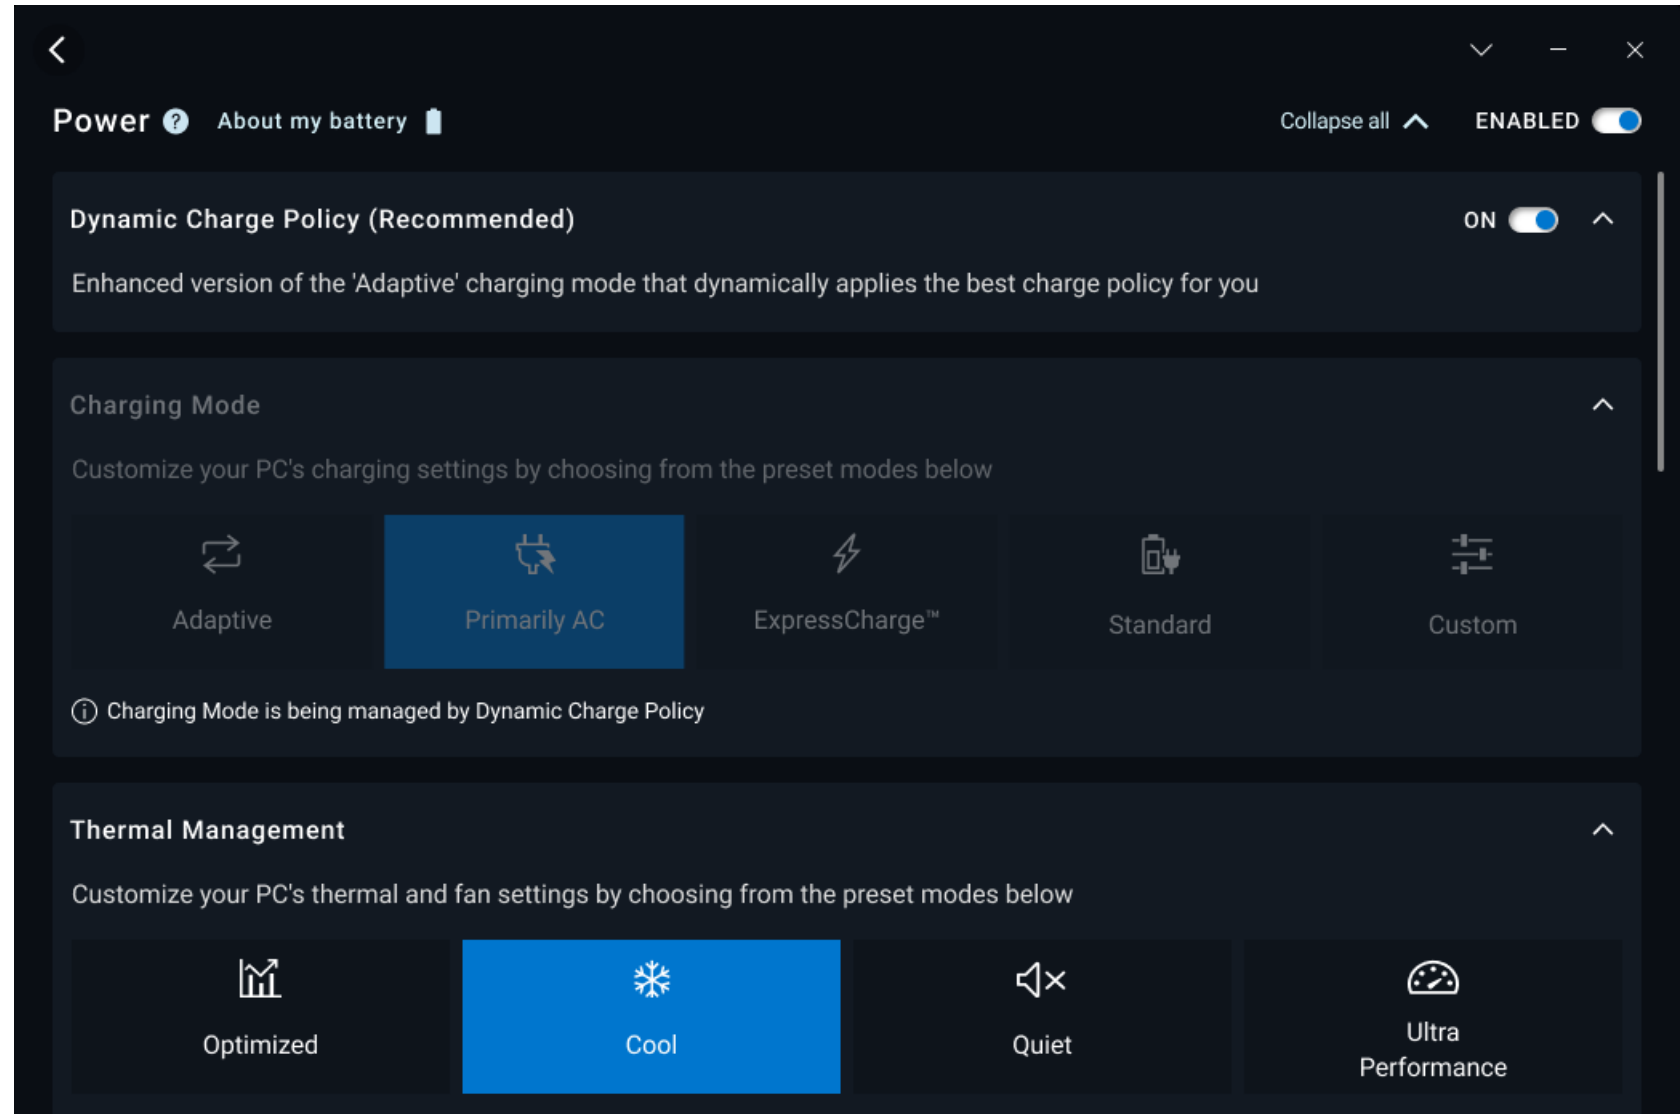 Power ? About my battery Collapse all ENABLED
Dynamic Charge Policy (Recommended) ON
Enhanced version of the 'Adaptive' charging mode that dynamically applies the best charge policy for you
Charging Mode
Customize your PC's charging settings by choosing from the preset modes below
Adaptive
Primarily AC
ExpressCharge™
Standard
Custom
Charging Mode is being managed by Dynamic Charge Policy
Thermal Management
Customize your PC's thermal and fan settings by choosing from the preset modes below
Optimized
Cool
Quiet
Ultra
Performance